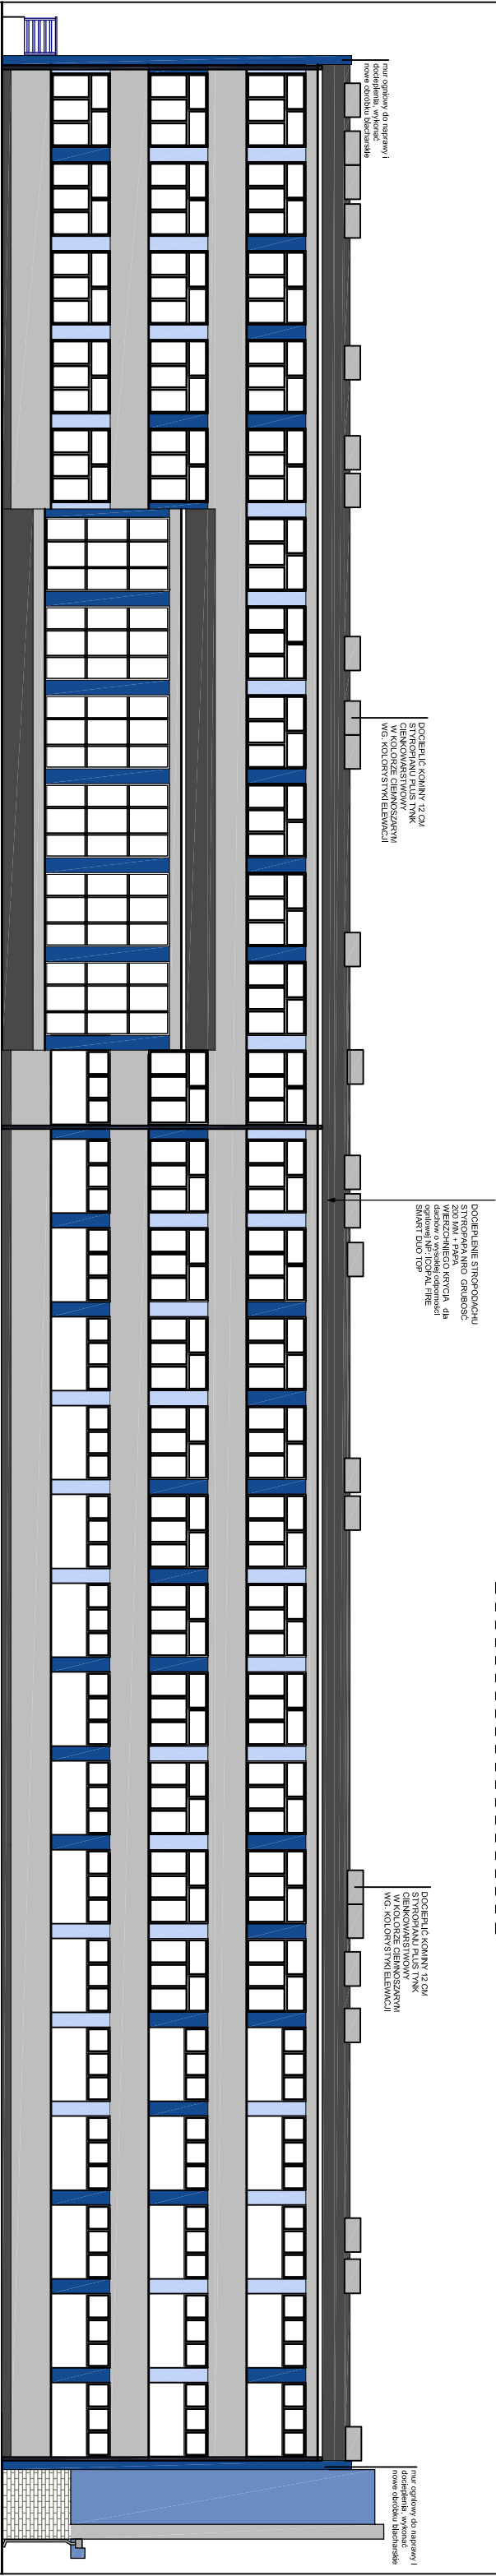 mur ogniowy do naprawy i
docieplenia, wykonać
nowe obróbki blacharskie
DOCIEPLIĆ KOMINY 12 CM
STYROPIANU PLUS TYNK
CIENKOWARSTWOWY
W KOLORZE CIEMNOSZARYM
WG. KOLORYSTYKI ELEWACJI
DOCIEPLENIE STROPODACHU
STYROPAPA NRO GRUBOŚĆ
200 MM + PAPA
WIERZCHNIEGO KRYCIA dla
dachów o wysokiej odporności
ogniowej NP: ICOPAL FIRE
SMART DUO TOP
DOCIEPLIĆ KOMINY 12 CM
STYROPIANU PLUS TYNK
CIENKOWARSTWOWY
W KOLORZE CIEMNOSZARYM
WG. KOLORYSTYKI ELEWACJI
mur ogniowy do naprawy i
docieplenia, wykonać
nowe obróbki blacharskie